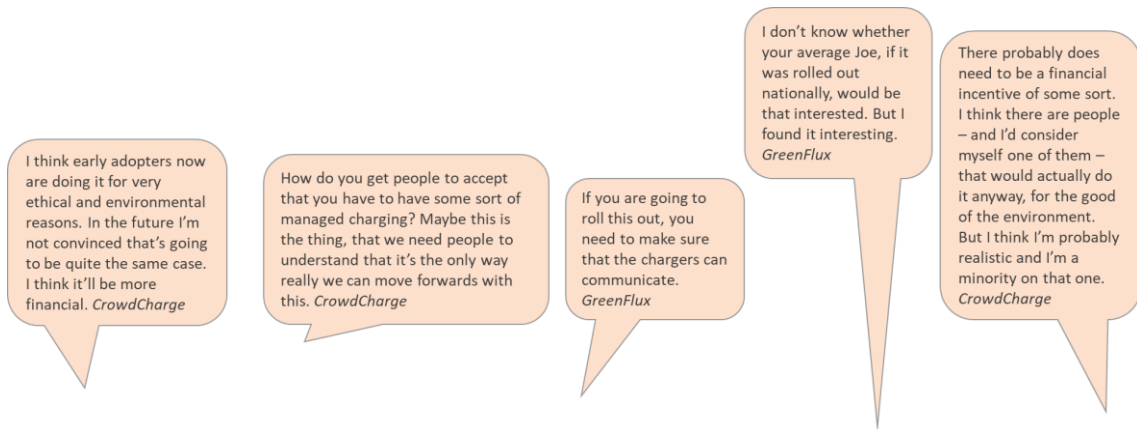 I think early adopters now
are doing it for very
ethical and environmental
reasons. In the future I’m
not convinced that’s going
to be quite the same case.
I think it’ll be more
financial. CrowdCharge
How do you get people to accept
that you have to have some sort of
managed charging? Maybe this is
the thing, that we need people to
understand that it’s the only way
really we can move forwards with
this. CrowdCharge
If you are going to
roll this out, you
need to make sure
that the chargers can
communicate.
GreenFlux
I don’t know whether
your average Joe, if it
was rolled out
nationally, would be
that interested. But I
found it interesting.
GreenFlux
There probably does
need to be a financial
incentive of some sort.
I think there are people
– and I’d consider
myself one of them –
that would actually do
it anyway, for the good
of the environment.
But I think I’m probably
realistic and I’m a
minority on that one.
CrowdCharge